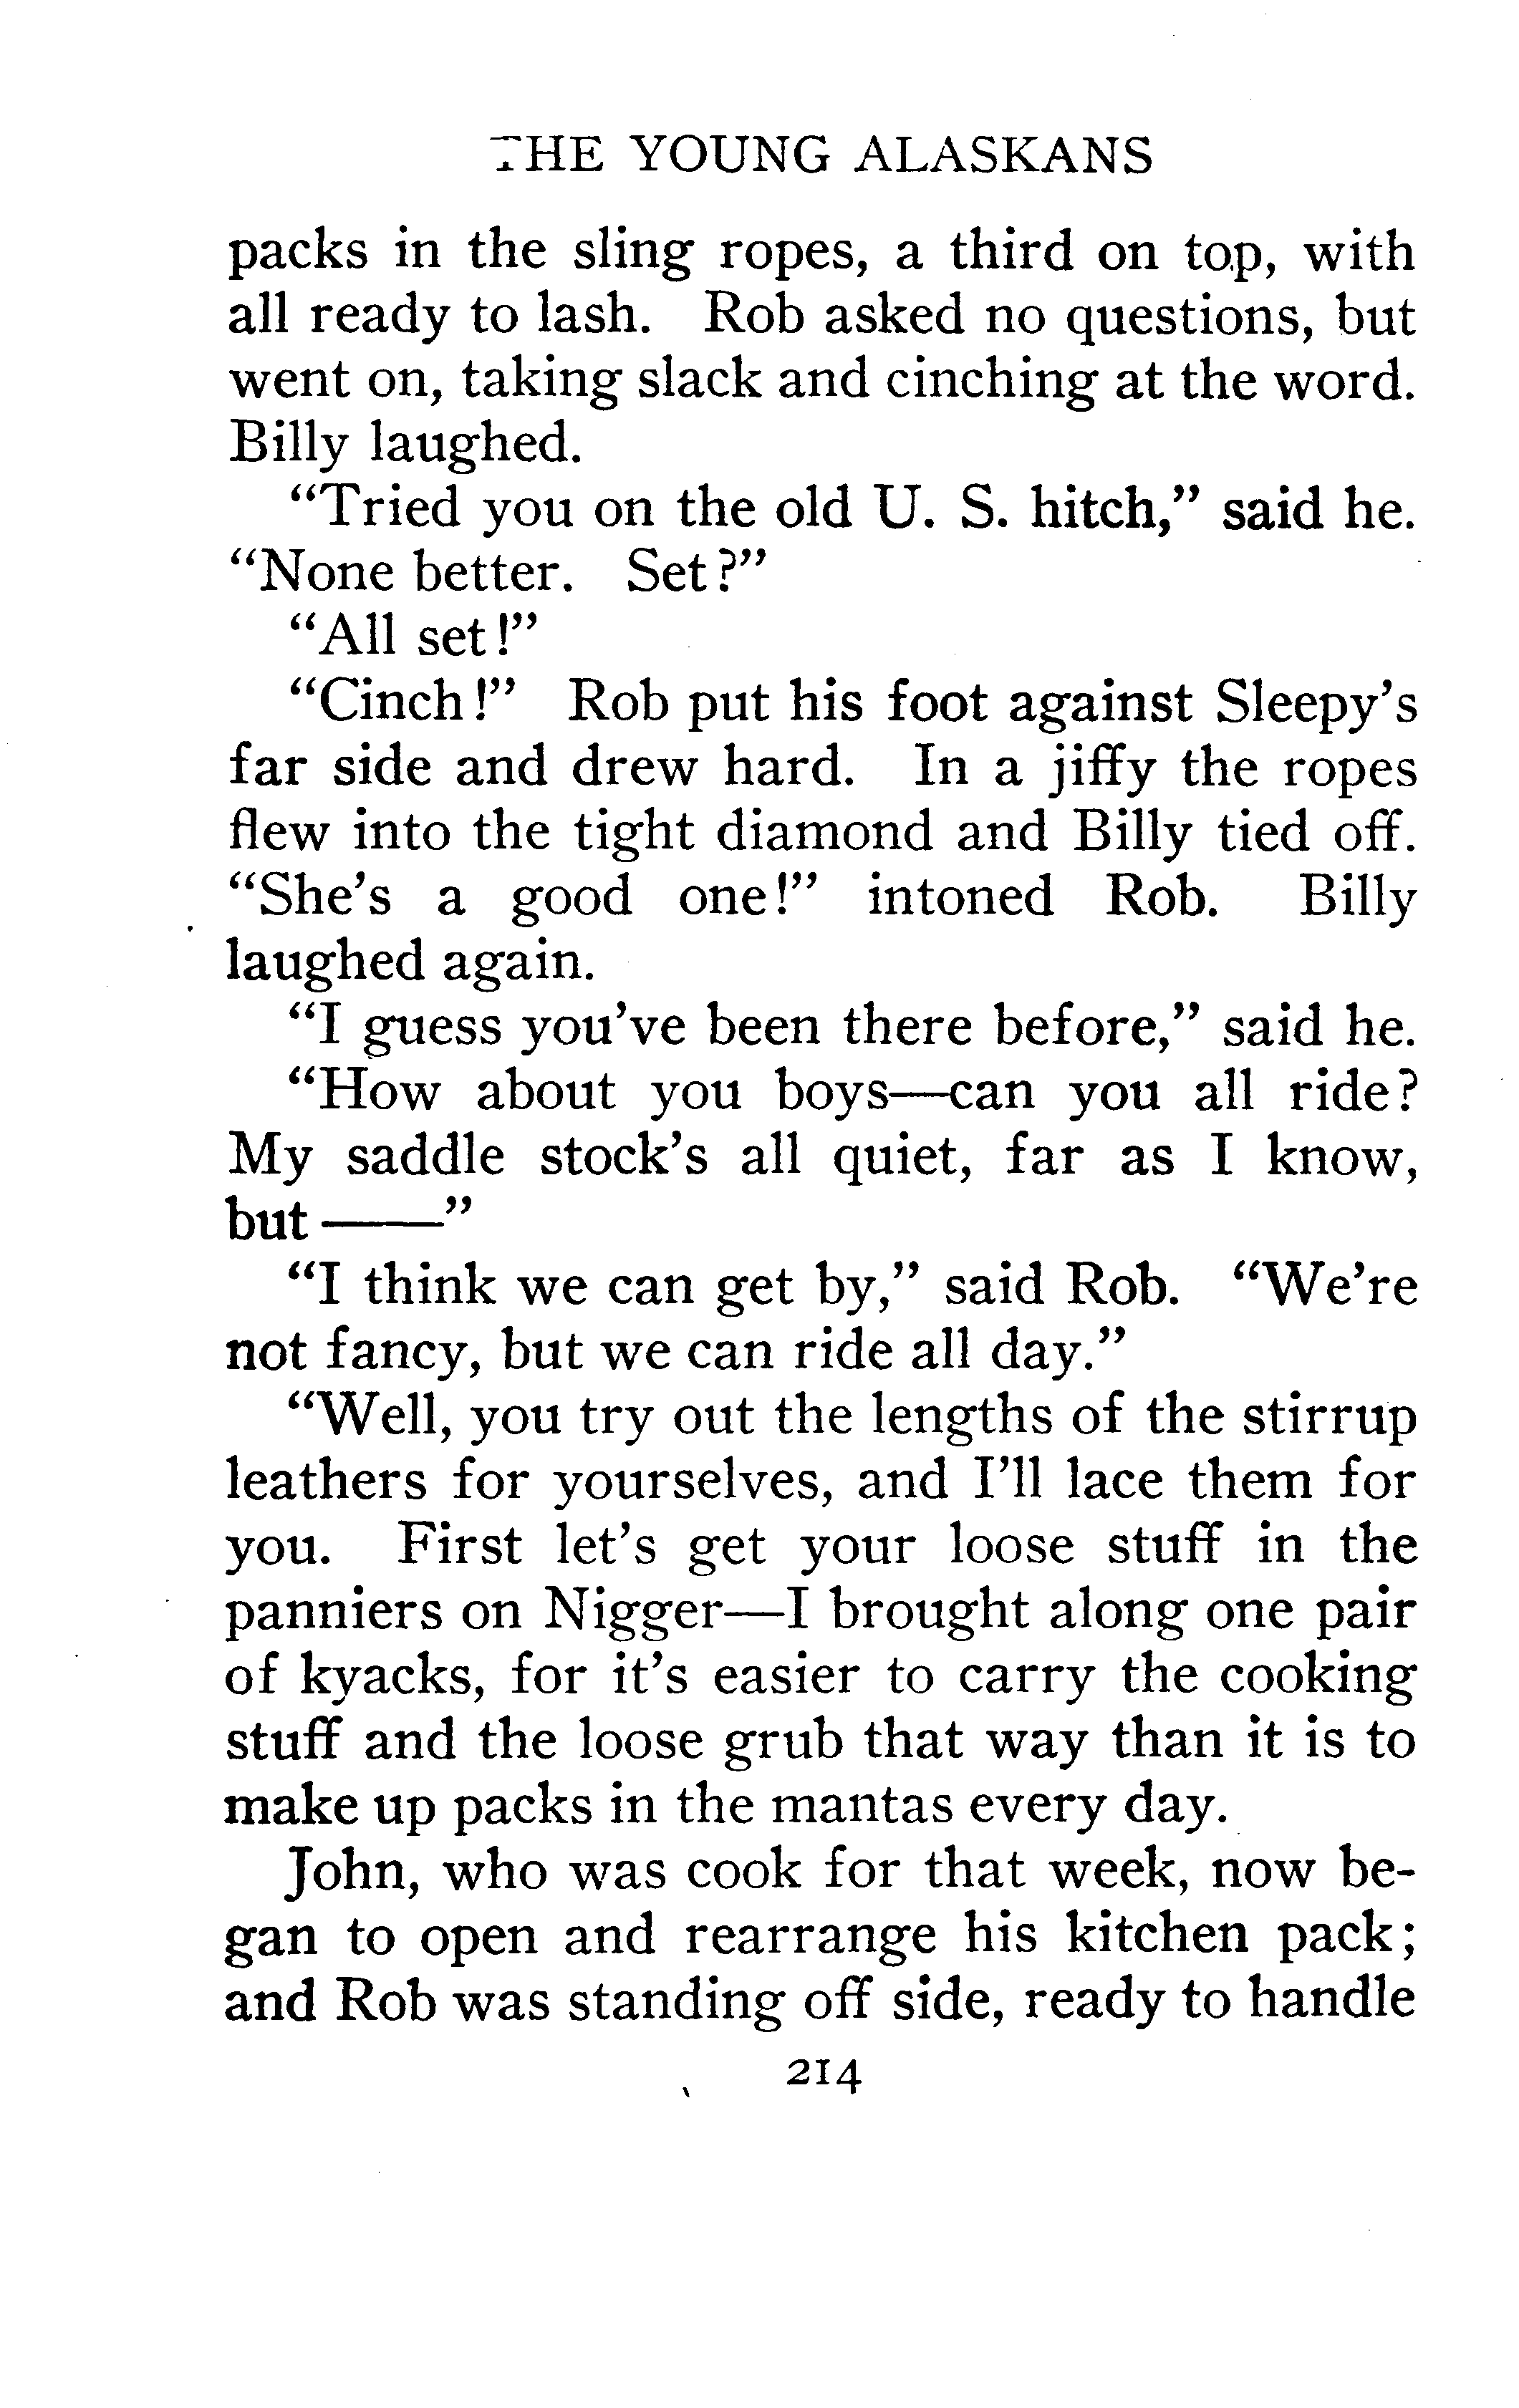 THE YOUNG ALASKANS
packs in the sling ropes, a third on top, with
all ready to lash. Rob asked no questions, but
went on, taking slack and cinching at the word.
Billy laughed.
“Tried you on the old U. S. hitch,” said he.
“None better. Set?”
“All set!”
“Cinch!” Rob put his foot against Sleepy’s
far side and drew hard. In a jiffy the ropes
flew into the tight diamond and Billy tied off.
“She’s a good one!” intoned Rob. Billy
laughed again.
“I guess you’ve been there before,” said he.
“How about you boys—can you all ride?
My saddle stock’s all quiet, far as I know,
but ——”
“I think we can get by,” said Rob. “We’re
not fancy, but we can ride all day.”
“Well, you try out the lengths of the stirrup
leathers for yourselves, and I’ll lace them for
you. First let’s get your loose stuff in the
panniers on Nigger—I brought along one pair
of kyacks, for it’s easier to carry the cooking
stuff and the loose grub that way than it is to
make up packs in the mantas every day.
John, who was cook for that week, now be-
gan to open and rearrange his kitchen pack;
and Rob was standing off side, ready to handle
214